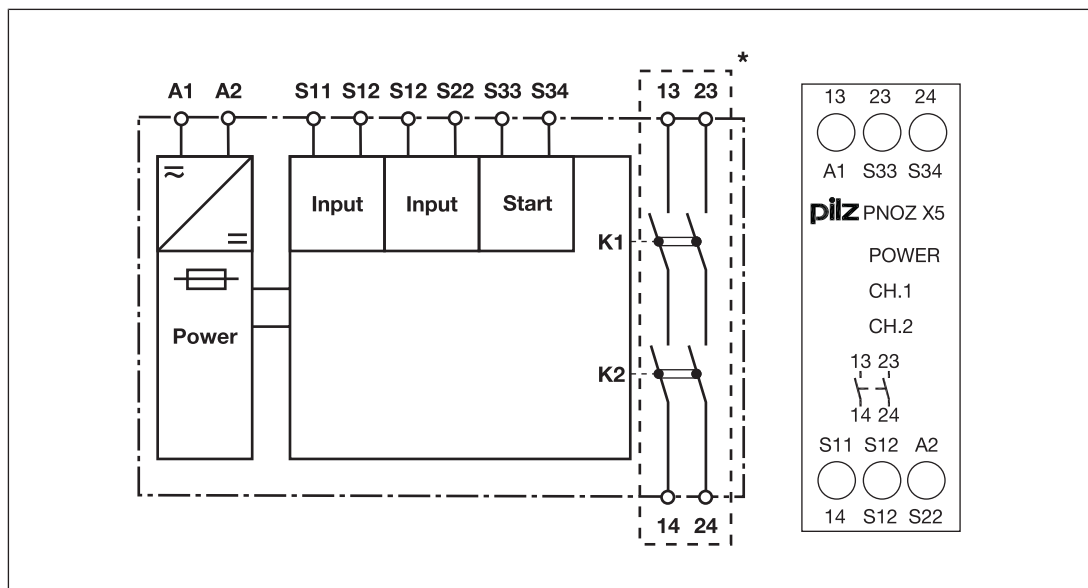 *
A1 A2 S11 S12 S12 S22 S33 S34 13 23
Input Input Start
K1
Power
K2
14 24
13 23 24
A1 S33 S34
pilz PNOZ X5
POWER
CH.1
CH.2
13 23
14 24
S11 S12 A2
14 S12 S22